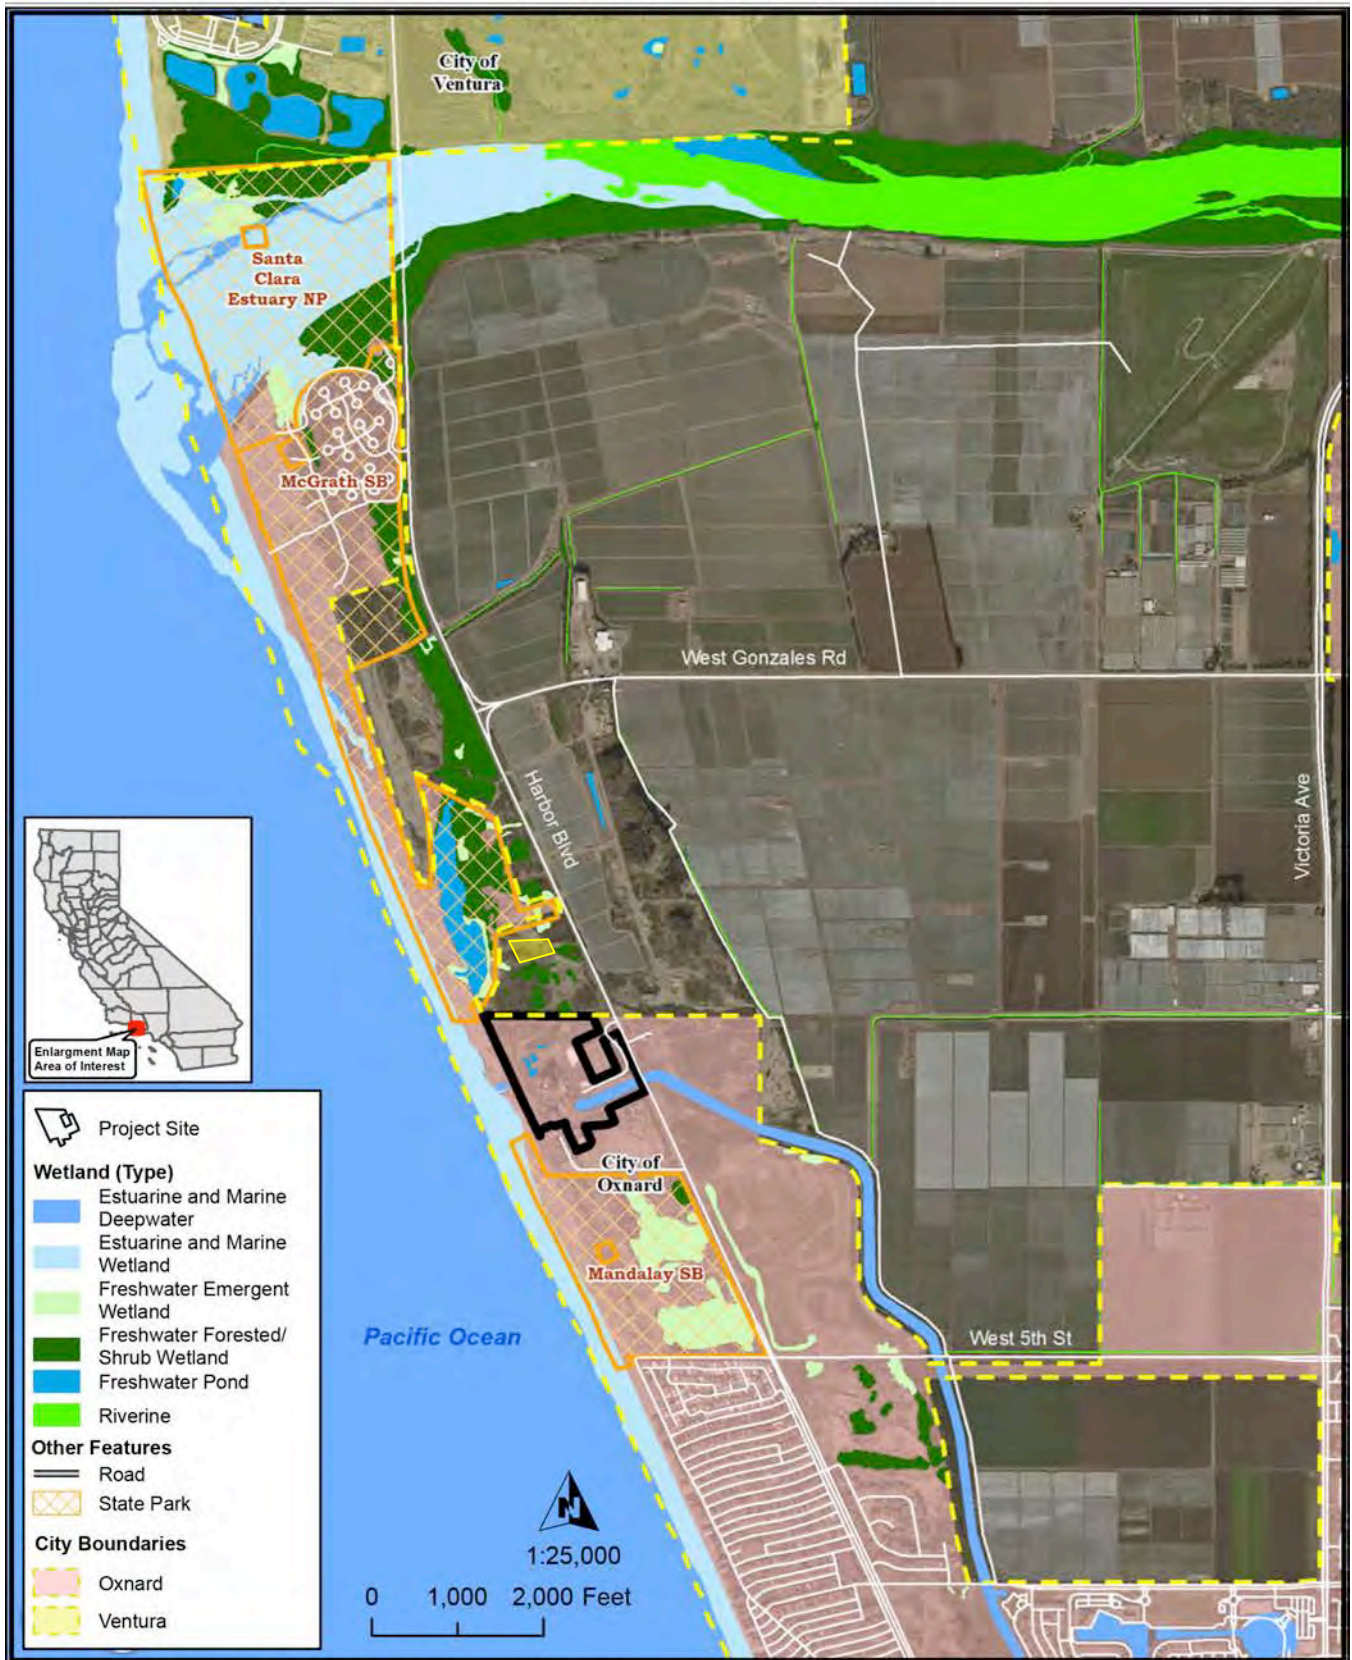 City of
Ventura
Santa
Clara
Estuary NP
McGrath SB
West Gonzales Rd
Harbor Blvd
Victoria Ave
Enlargment Map
Area of Interest
City of
Oxnard
Mandalay SB
West 5th St
Pacific Ocean
Project Site
Wetland (Type)
Estuarine and Marine
Deepwater
Estuarine and Marine
Wetland
Freshwater Emergent
Wetland
Freshwater Forested/
Shrub Wetland
Freshwater Pond
Riverine
Other Features
Road
State Park
City Boundaries
Oxnard
Ventura
N
1:25,000
0 1,000 2,000 Feet